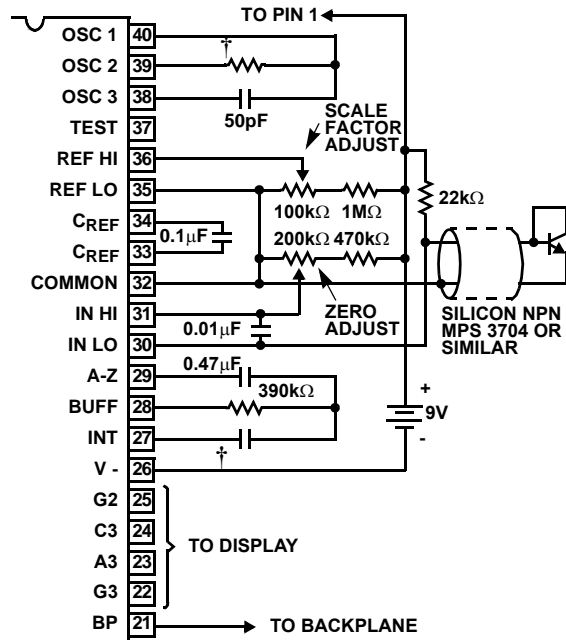 TO PIN 1
OSC 1 40
OSC 2 39
†
OSC 3 38
50pF
TEST 37
SCALE
FACTOR
ADJUST
REF HI 36
REF LO 35
100kΩ 1MΩ
22kΩ
CREF 34
0.1µF
CREF 33
200kΩ 470kΩ
COMMON 32
IN HI 31
ZERO
ADJUST
0.01µF
IN LO 30
SILICON NPN
MPS 3704 OR
SIMILAR
A-Z 29
0.47µF
BUFF 28
390kΩ
INT 27
†
+
9V
-
V - 26
G2 25
C3 24
TO DISPLAY
A3 23
G3 22
BP 21
TO BACKPLANE